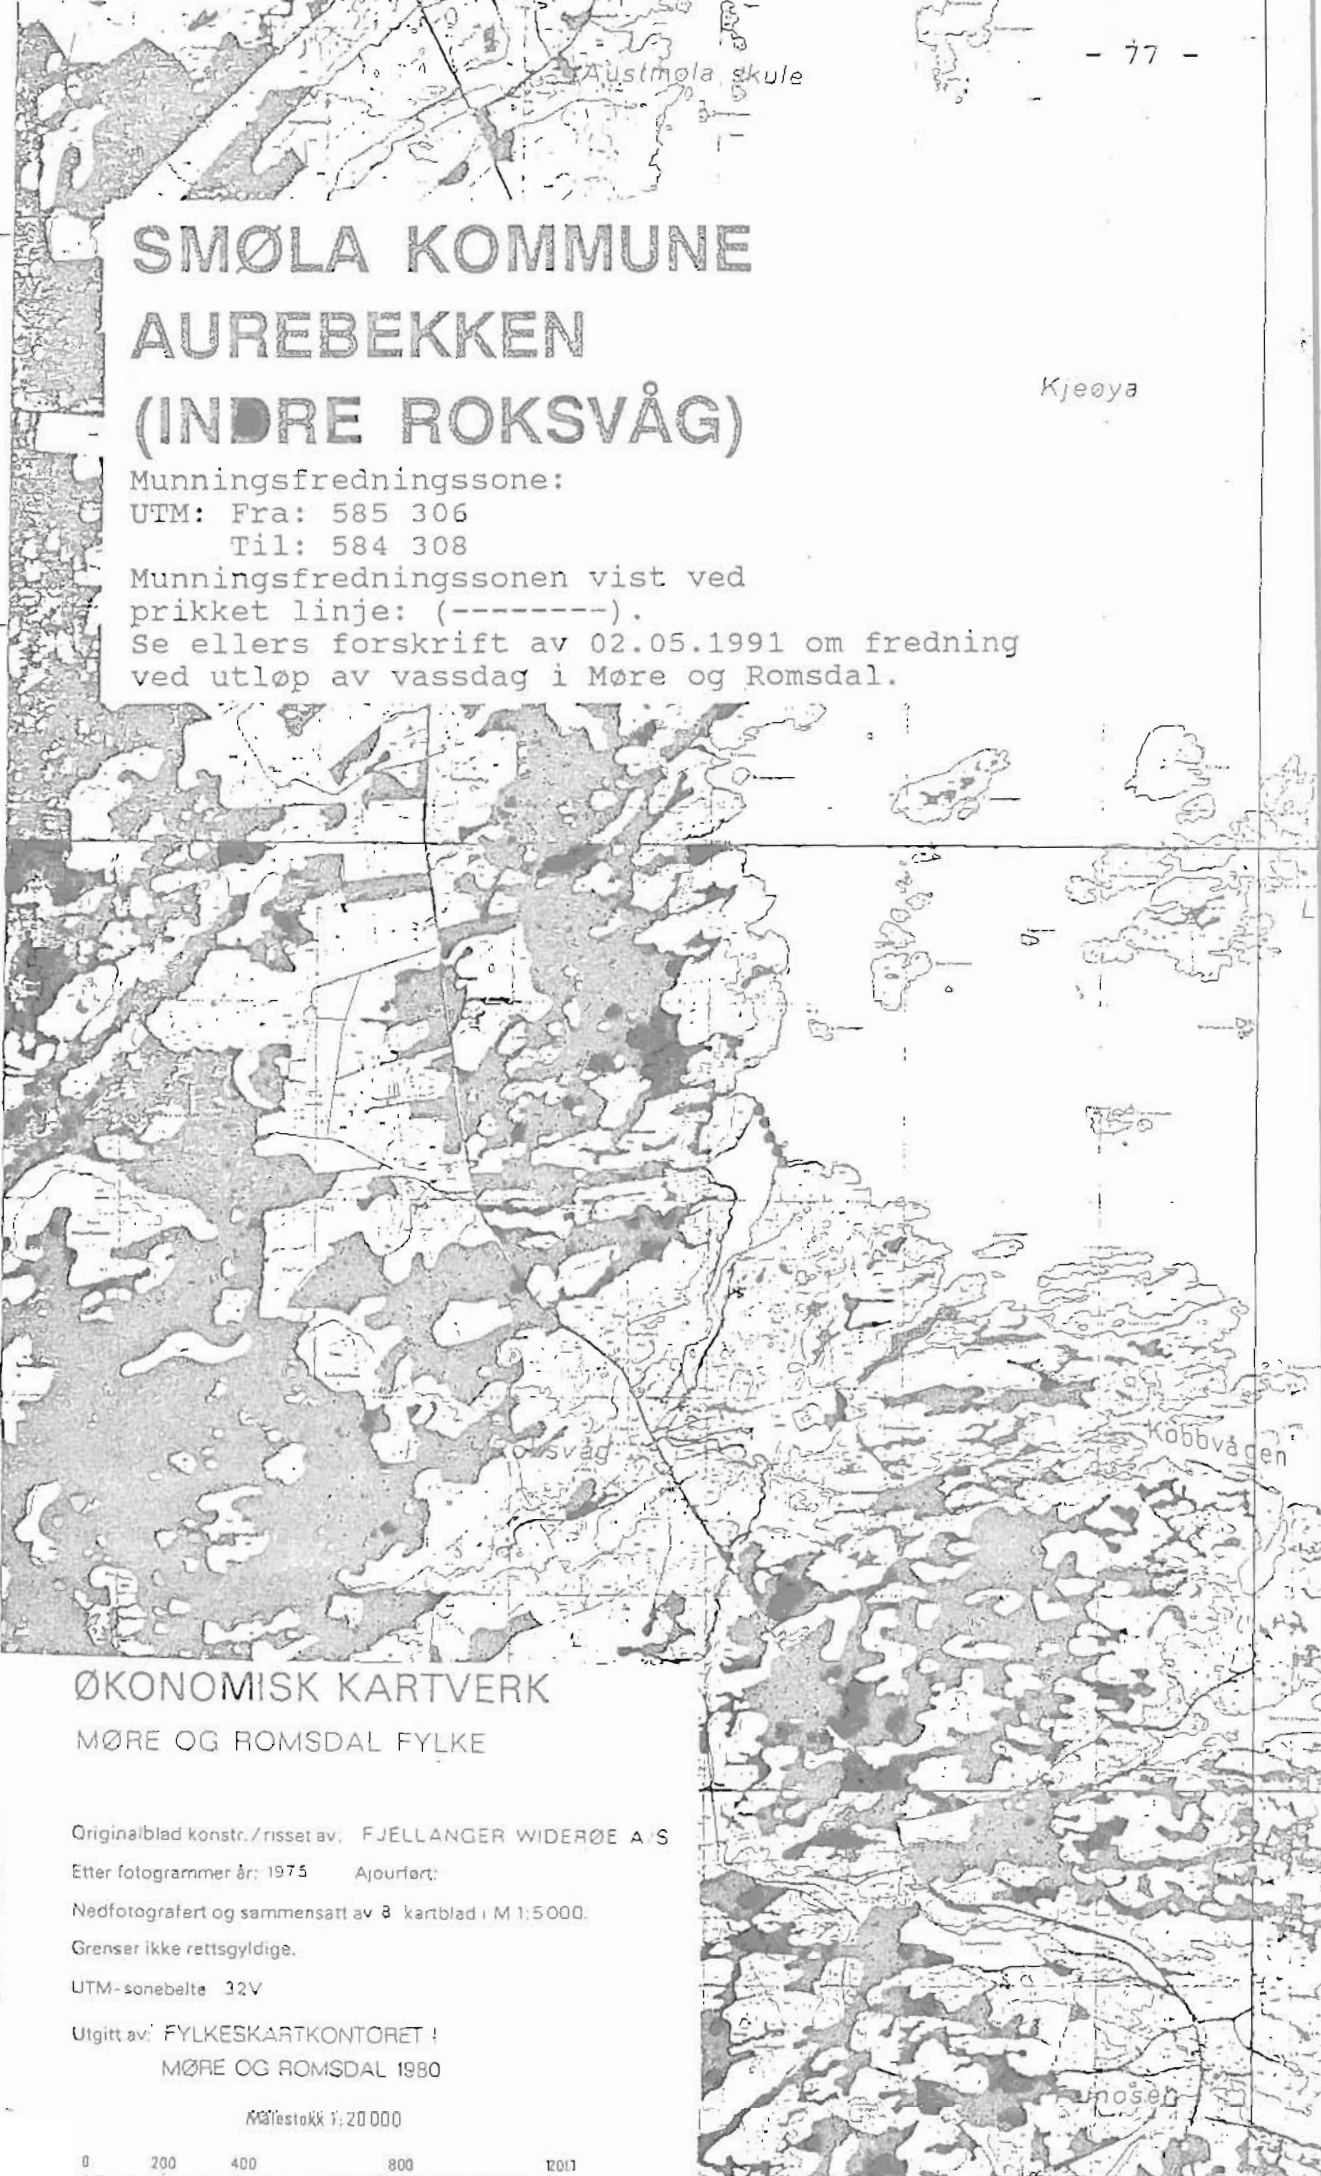 - 77 -
Austmøla skule
SMØLA KOMMUNE
AUREBEKKEN
(INDRE ROKSVÅG)
Kjeøya
Munningsfredningssone:
UTM: Fra: 585 306
Til: 584 308
Munningsfredningssonen vist ved
prikket linje: (--------).
Se ellers forskrift av 02.05.1991 om fredning
ved utløp av vassdag i Møre og Romsdal.
Kobbvågen
ØKONOMISK KARTVERK
MØRE OG ROMSDAL FYLKE
Originalblad konstr./risset av: FJELLANGER WIDERØE A/S
Etter fotogrammer år: 1975 Ajourført:
Nedfotografert og sammensatt av 8 kartblad i M 1:5000.
Grenser ikke rettsgyldige.
UTM-sonebelte 32V
Utgitt av: FYLKESKARTKONTORET I
MØRE OG ROMSDAL 1980
Målestokk 1:20000
0 200 400 800